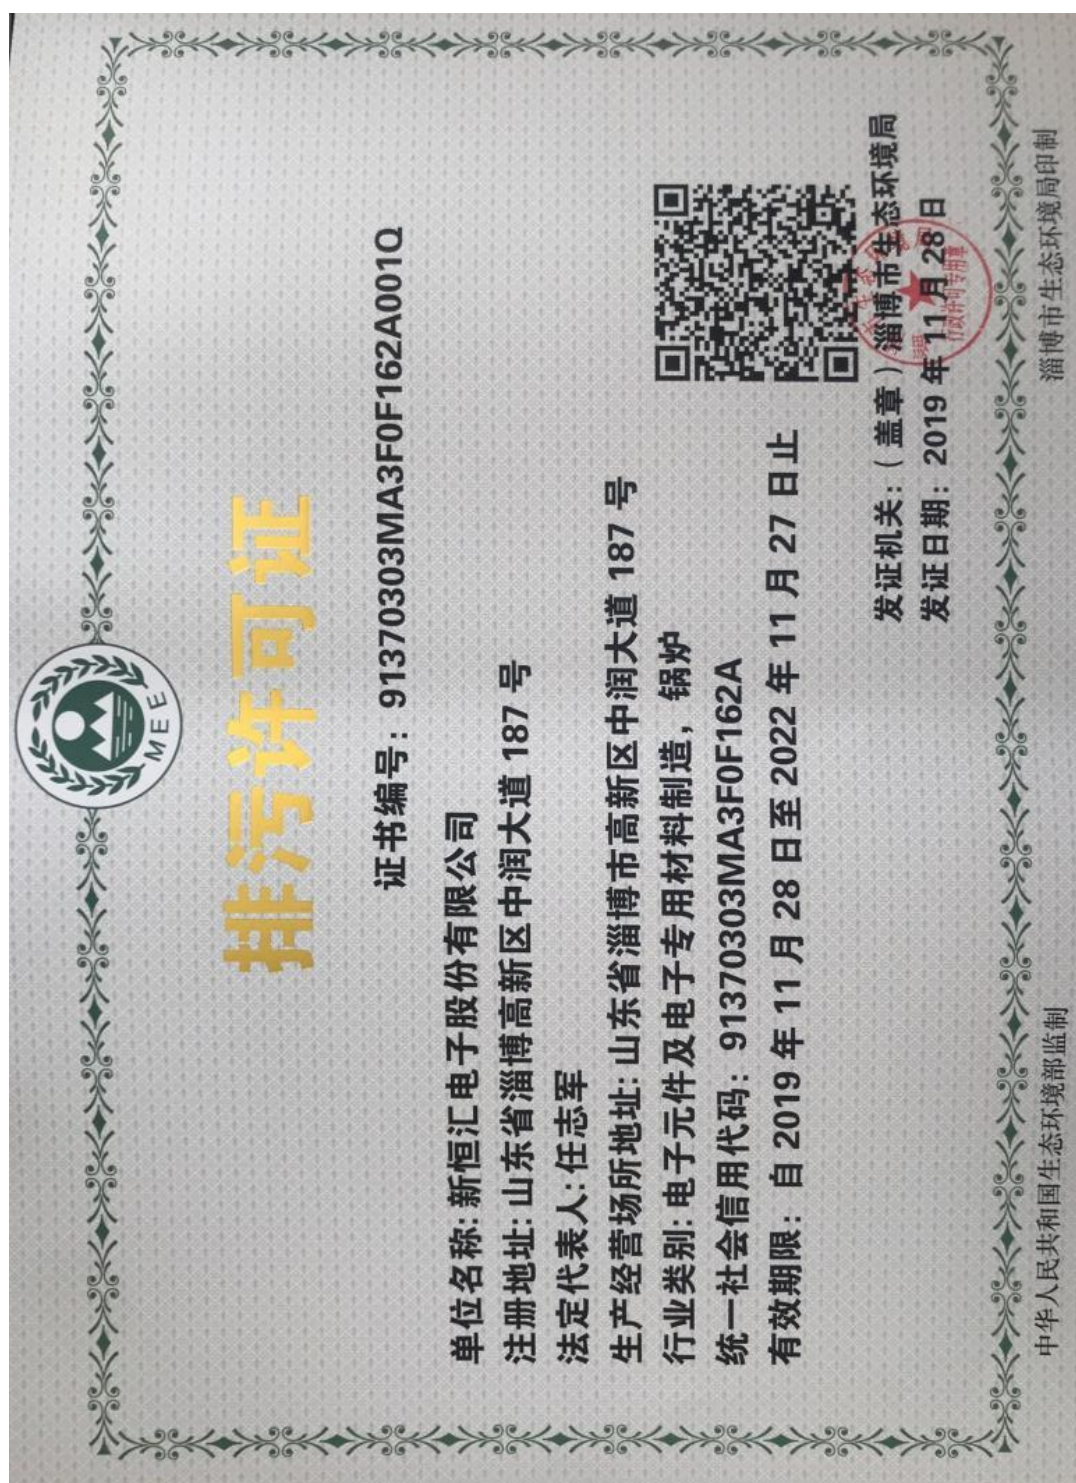 MEE
排污许可证
证书编号：91370303MA3F0F162A001Q
单位名称：新恒汇电子股份有限公司
注册地址：山东省淄博高新区中润大道 187 号
法定代表人：任志军
生产经营场所地址：山东省淄博市高新区中润大道 187 号
行业类别：电子元件及电子专用材料制造，锅炉
统一社会信用代码：91370303MA3F0F162A
有效期限：自 2019 年 11 月 28 日至 2022 年 11 月 27 日止
发证机关：（盖章）淄博市生态环境局
发证日期：2019 年 11 月 28 日
行政许可专用章
中华人民共和国生态环境部监制
淄博市生态环境局印制